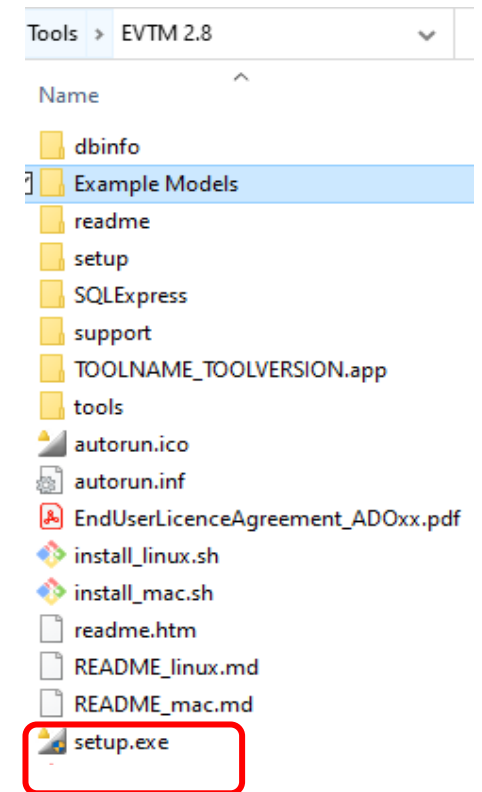 Tools > EVTM 2.8
Name
dbinfo
Example Models
readme
setup
SQLExpress
support
TOOLNAME_TOOLVERSION.app
tools
autorun.ico
autorun.inf
EndUserLicenceAgreement_ADOxx.pdf
install_linux.sh
install_mac.sh
readme.htm
README_linux.md
README_mac.md
setup.exe